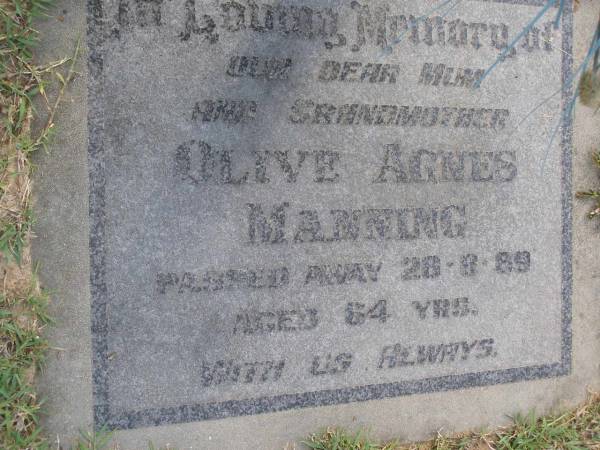 In Loving Memory of
OUR DEAR MUM
AND GRANDMOTHER
OLIVE AGNES
MANNING
PASSED AWAY 28·8·89
AGED 64 YRS.
WITH US ALWAYS.